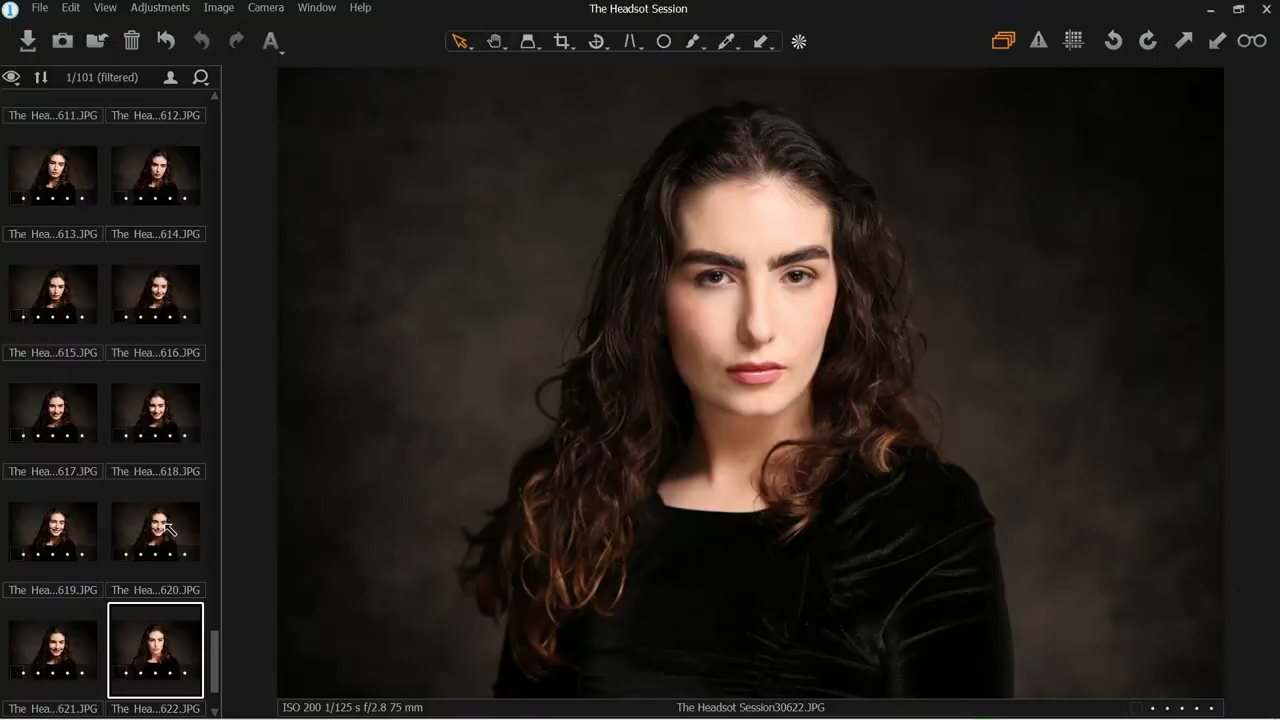 1 File Edit View Adjustments Image Camera Window Help
The Headsot Session
A
1/101 (filtered)
The Hea...611.JPG The Hea...612.JPG
The Hea...613.JPG The Hea...614.JPG
The Hea...615.JPG The Hea...616.JPG
The Hea...617.JPG The Hea...618.JPG
The Hea...619.JPG The Hea...620.JPG
The Hea...621.JPG The Hea...622.JPG
ISO 200 1/125 s f/2.8 75 mm
The Headsot Session30622.JPG